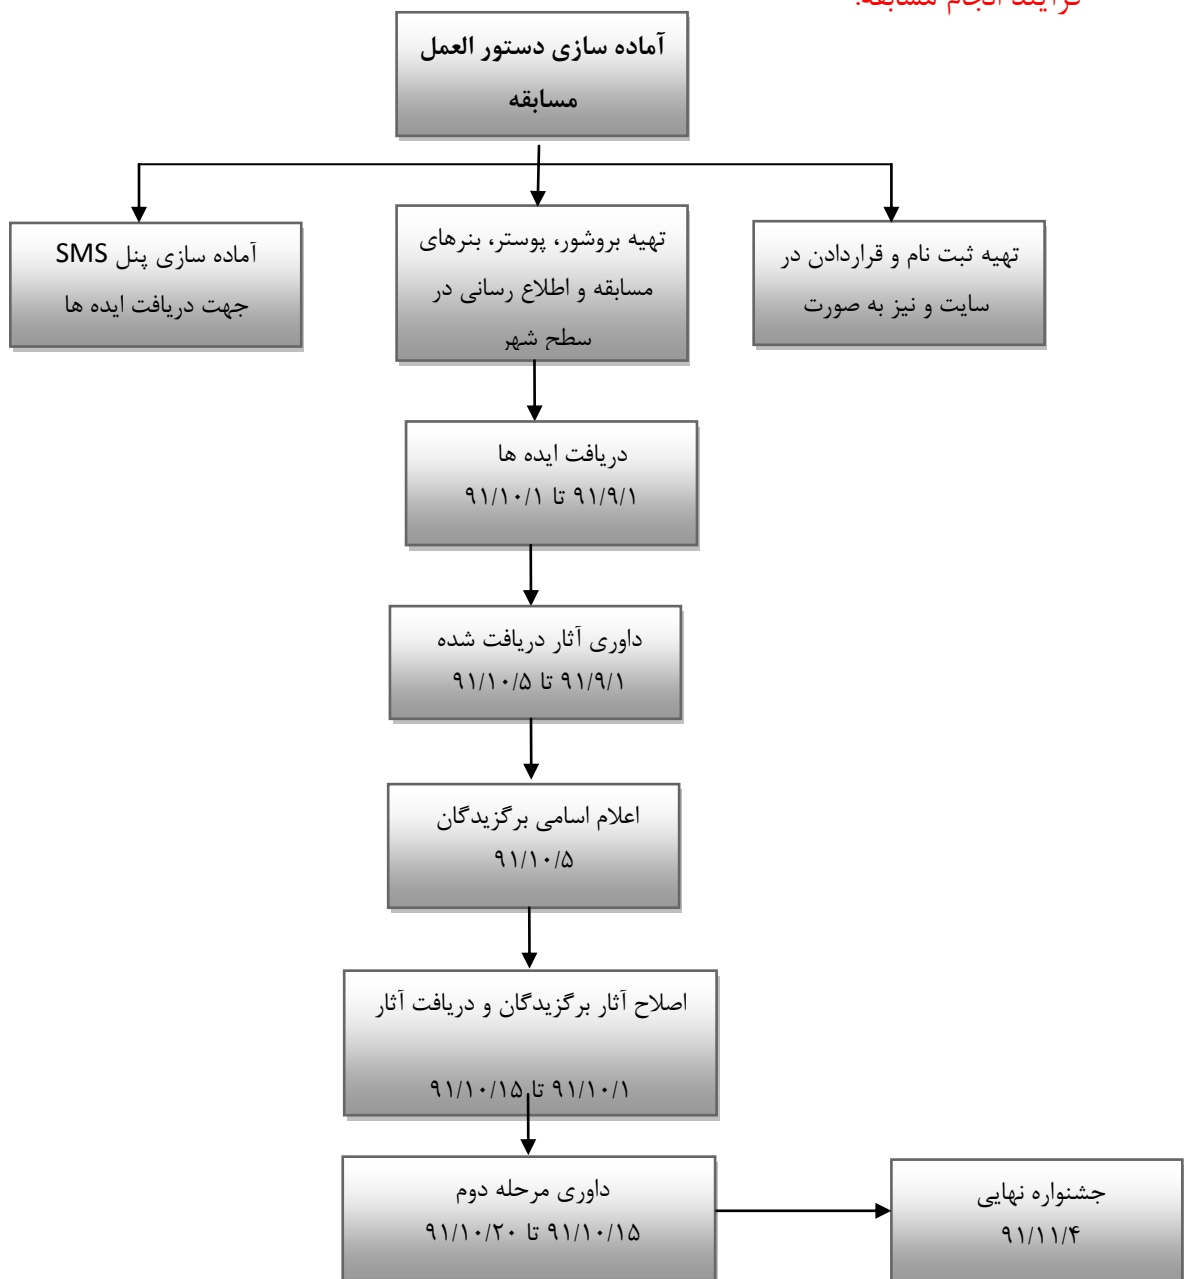 فرآیند انجام مسابقه:
آماده سازی دستور العمل
مسابقه
تهیه ثبت نام و قراردادن در
سایت و نیز به صورت
تهیه بروشور، پوستر، بنرهای
مسابقه و اطلاع رسانی در
سطح شهر
آماده سازی پنل SMS
جهت دریافت ایده ها
دریافت ایده ها
۹۱/۹/۱ تا ۹۱/۱۰/۱
داوری آثار دریافت شده
۹۱/۹/۱ تا ۹۱/۱۰/۵
اعلام اسامی برگزیدگان
۹۱/۱۰/۵
اصلاح آثار برگزیدگان و دریافت آثار
۹۱/۱۰/۱ تا ۹۱/۱۰/۱۵
داوری مرحله دوم
۹۱/۱۰/۱۵ تا ۹۱/۱۰/۲۰
جشنواره نهایی
۹۱/۱۱/۴